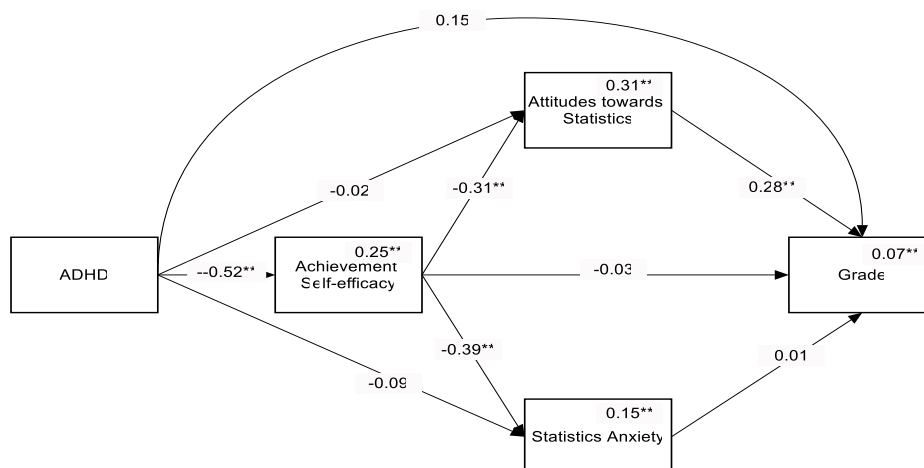 0.15
0.31**
Attitudes towards
Statistics
-0.02
-0.31**
0.28**
ADHD
--0.52**
0.25**
Achievement
Self-efficacy
-0.03
0.07**
Grade
-0.39**
-0.09
0.01
0.15**
Statistics Anxiety